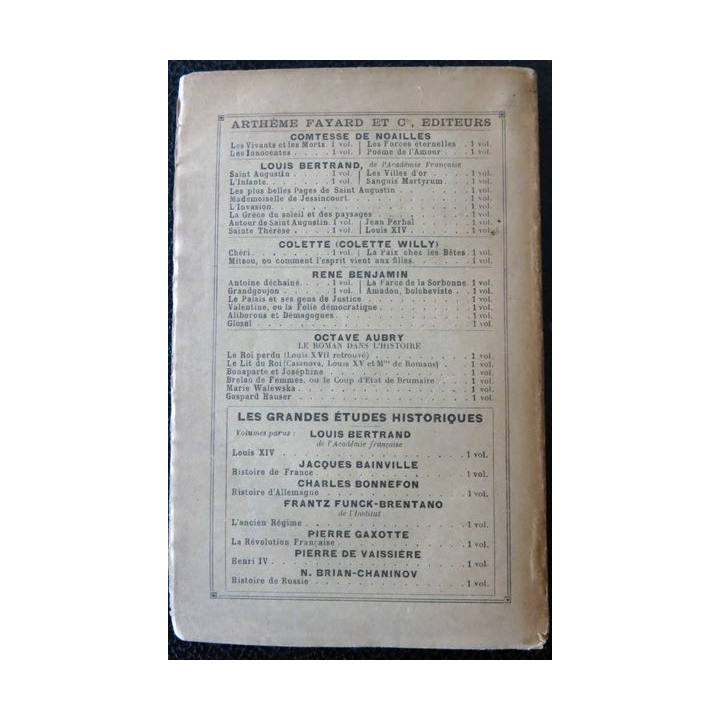 ARTHÈME FAYARD ET Cie, ÉDITEURS
COMTESSE DE NOAILLES
Les Vivants et les Morts. 1 vol. | Les Forces éternelles . 1 vol.
Les Innocentes . . . . . 1 vol. | Poème de l'Amour. . . 1 vol.
LOUIS BERTRAND, de l'Académie Française
Saint Augustin . . . . . 1 vol. | Les Villes d'or . . . . . 1 vol.
L'Infante. . . . . . . . 1 vol. | Sanguis Martyrum. . . . 1 vol.
Les plus belles Pages de Saint Augustin . . . . . . . . 1 vol.
Mademoiselle de Jessincourt. . . . . . . . . . . . 1 vol.
L'Invasion. . . . . . . . . . . . . . . . . 1 vol.
La Grèce du soleil et des paysages . . . . . . . . . 1 vol.
Autour de Saint Augustin. 1 vol. | Jean Perbal . . . . . . 1 vol.
Sainte Thérèse . . . . . 1 vol. | Louis XIV . . . . . . . 1 vol.
COLETTE (COLETTE WILLY)
Chéri. . . . . . . . . 1 vol. | La Paix chez les Bêtes . 1 vol.
Mitsou, ou comment l'esprit vient aux filles. . . . . . . 1 vol.
RENÉ BENJAMIN
Antoine déchaîné. . . . 1 vol. | La Farce de la Sorbonne 1 vol.
Grandgoujon . . . . . . 1 vol. | Amadou, bolcheviste . . 1 vol.
Le Palais et ses gens de Justice . . . . . . . . . . 1 vol.
Valentine, ou la Folie démocratique. . . . . . . . . 1 vol.
Aliborons et Démagogues. . . . . . . . . . . . . 1 vol.
Glozel . . . . . . . . . . . . . . . . . . 1 vol.
OCTAVE AUBRY
LE ROMAN DANS L'HISTOIRE
Le Roi perdu (Louis XVII retrouvé) . . . . . . . . . 1 vol.
Le Lit du Roi (Casanova, Louis XV et Mlle de Romans) . . . . 1 vol.
Bonaparte et Joséphine . . . . . . . . . . . . . 1 vol.
Brelan de Femmes, ou le Coup d'Etat de Brumaire . . . . 1 vol.
Marie Walewska . . . . . . . . . . . . . . . 1 vol.
Gaspard Hauser . . . . . . . . . . . . . . . 1 vol.
LES GRANDES ÉTUDES HISTORIQUES
Volumes parus : LOUIS BERTRAND
de l'Académie française
Louis XIV . . . . . . . . . . . . . . . . . 1 vol.
JACQUES BAINVILLE
Histoire de France. . . . . . . . . . . . . . . 1 vol.
CHARLES BONNEFON
Histoire d'Allemagne . . . . . . . . . . . . . . 1 vol.
FRANTZ FUNCK-BRENTANO
de l'Institut
L'ancien Régime . . . . . . . . . . . . . . . 1 vol.
PIERRE GAXOTTE
La Révolution Française. . . . . . . . . . . . . 1 vol.
PIERRE DE VAISSIÈRE
Henri IV . . . . . . . . . . . . . . . . . 1 vol.
N. BRIAN-CHANINOV
Histoire de Russie . . . . . . . . . . . . . . . 1 vol.